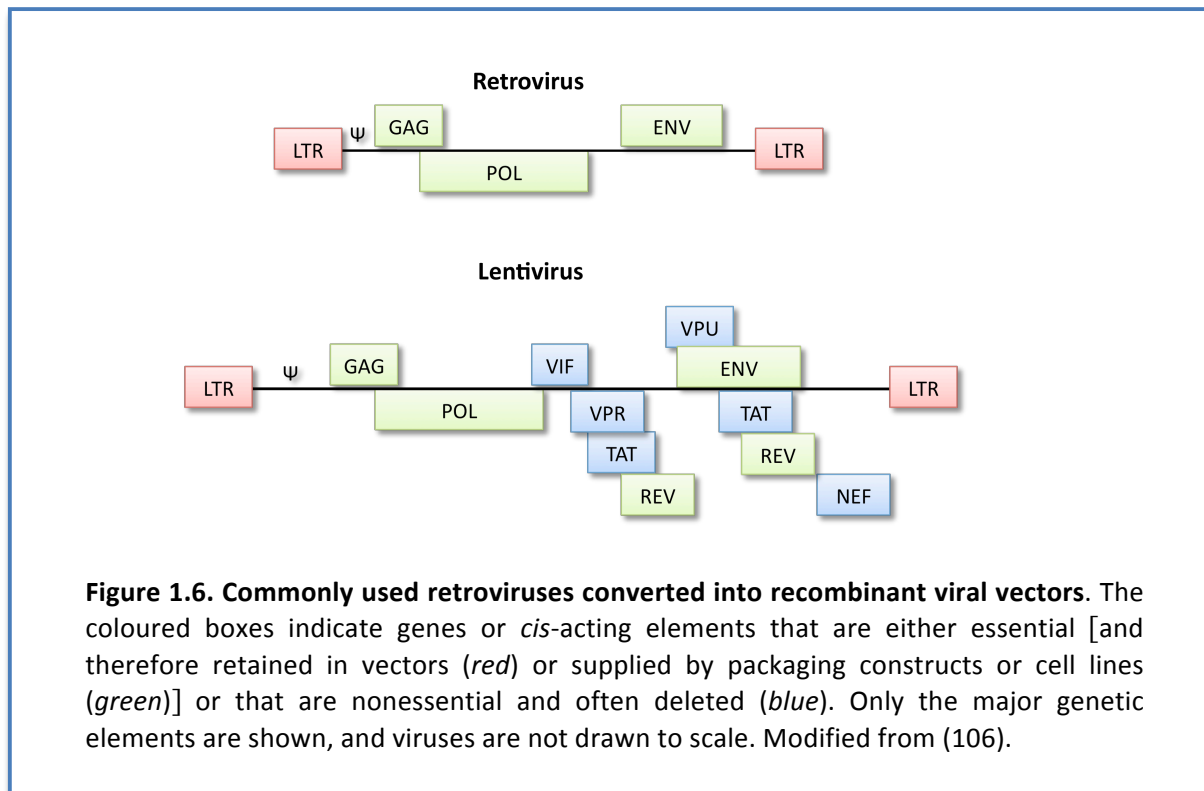 Retrovirus
LTR
Ψ
GAG
POL
ENV
LTR
Lentivirus
LTR
Ψ
GAG
POL
VIF
VPR
TAT
REV
VPU
ENV
TAT
REV
NEF
LTR
Figure 1.6. Commonly used retroviruses converted into recombinant viral vectors. The
coloured boxes indicate genes or cis-acting elements that are either essential [and
therefore retained in vectors (red) or supplied by packaging constructs or cell lines
(green)] or that are nonessential and often deleted (blue). Only the major genetic
elements are shown, and viruses are not drawn to scale. Modified from (106).